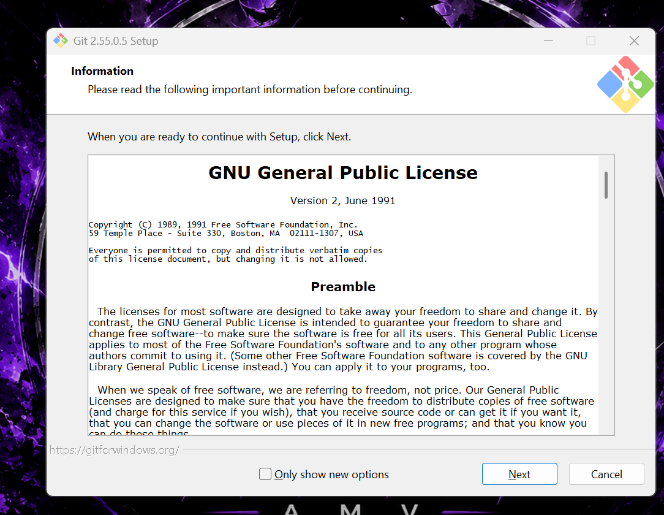 Git 2.55.0.5 Setup
Information
Please read the following important information before continuing.
When you are ready to continue with Setup, click Next.
GNU General Public License
Version 2, June 1991
Copyright (C) 1989, 1991 Free Software Foundation, Inc.
59 Temple Place - Suite 330, Boston, MA  02111-1307, USA
Everyone is permitted to copy and distribute verbatim copies
of this license document, but changing it is not allowed.
Preamble
The licenses for most software are designed to take away your freedom to share and change it. By
contrast, the GNU General Public License is intended to guarantee your freedom to share and
change free software--to make sure the software is free for all its users. This General Public License
applies to most of the Free Software Foundation's software and to any other program whose
authors commit to using it. (Some other Free Software Foundation software is covered by the GNU
Library General Public License instead.) You can apply it to your programs, too.
When we speak of free software, we are referring to freedom, not price. Our General Public
Licenses are designed to make sure that you have the freedom to distribute copies of free software
(and charge for this service if you wish), that you receive source code or can get it if you want it,
that you can change the software or use pieces of it in new free programs; and that you know you
can do these things.
https://gitforwindows.org/
Only show new options
Next
Cancel
A M V